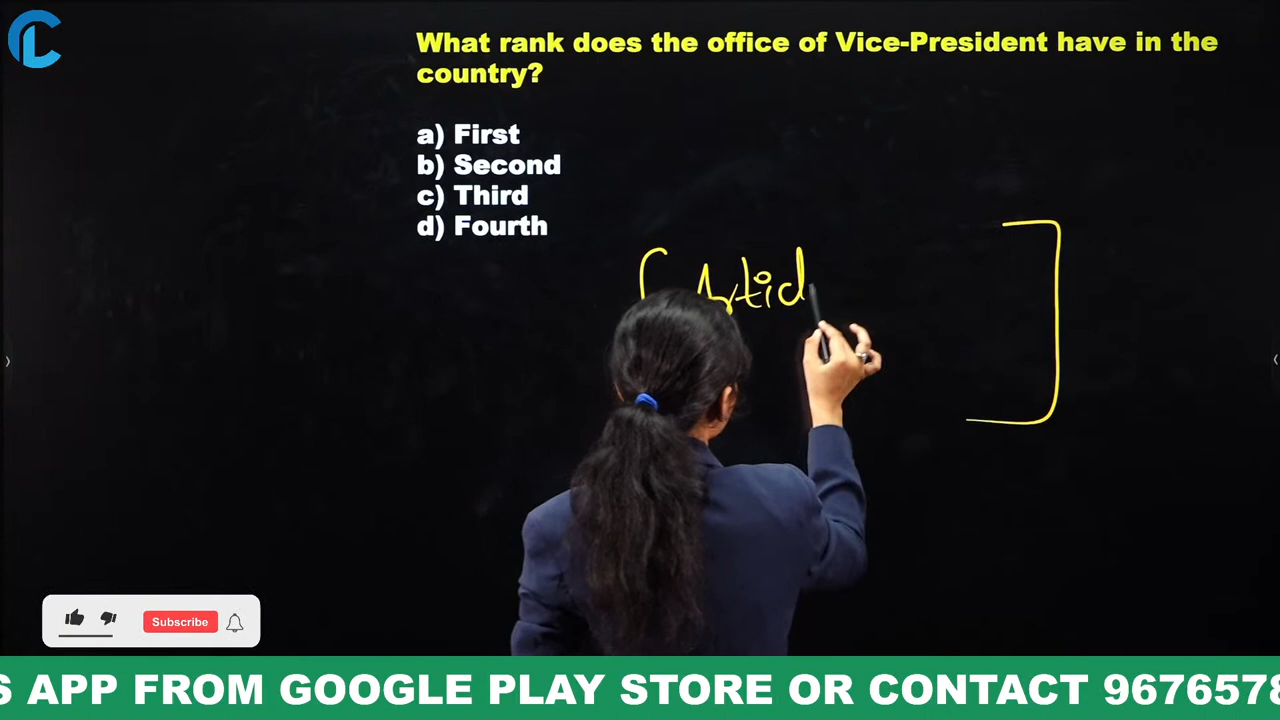 What rank does the office of Vice-President have in the
country?
a) First
b) Second
c) Third
d) Fourth
Subscribe
S APP FROM GOOGLE PLAY STORE OR CONTACT 9676578